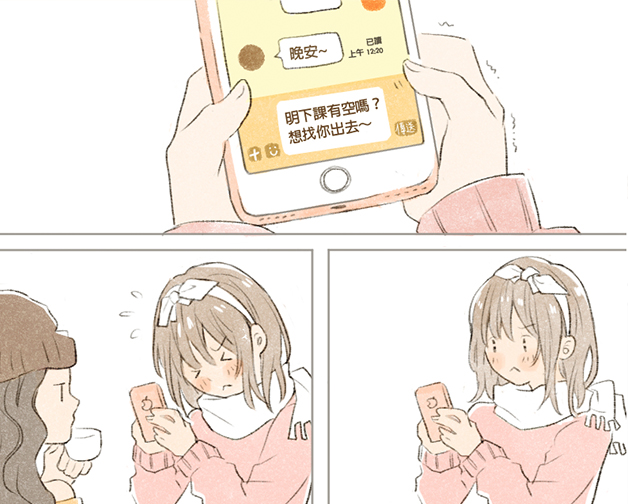 晚安~
已讀
上午 12:20
明下課有空嗎？
想找你出去~
傳送